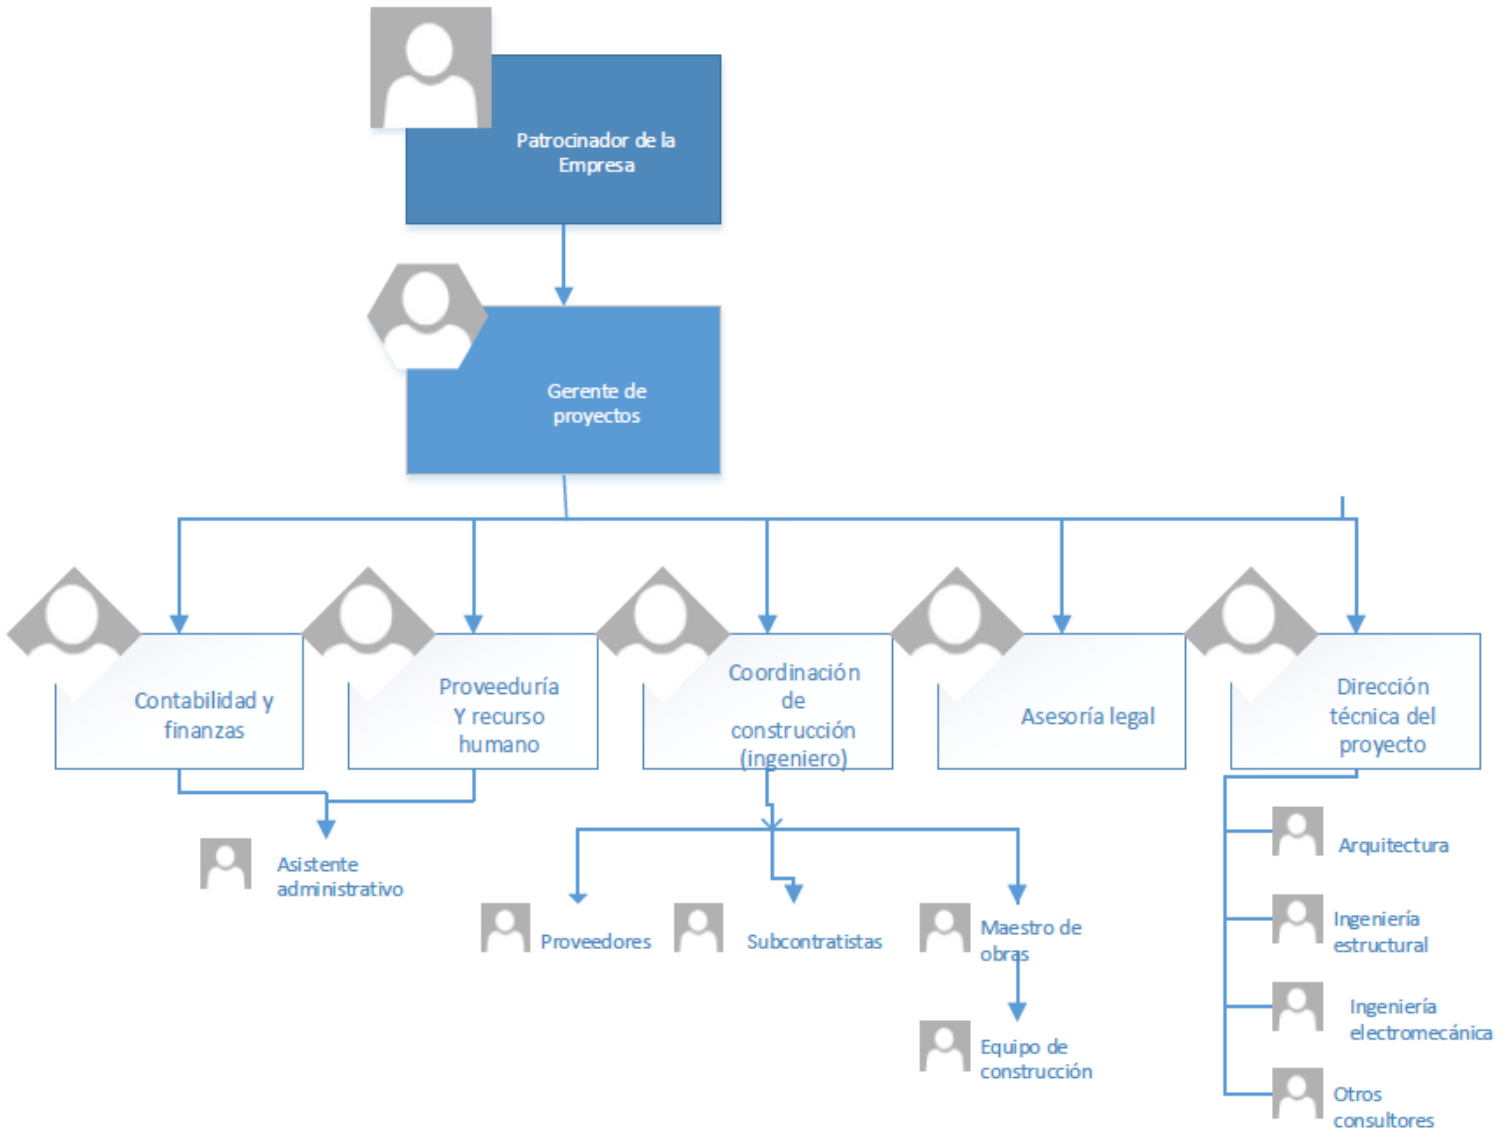 Patrocinador de la
Empresa
Gerente de
proyectos
Contabilidad y
finanzas
Proveeduría
Y recurso
humano
Coordinación
de
construcción
(ingeniero)
Asesoría legal
Dirección
técnica del
proyecto
Asistente
administrativo
Proveedores
Subcontratistas
Maestro de
obras
Equipo de
construcción
Arquitectura
Ingeniería
estructural
Ingeniería
electromecánica
Otros
consultores